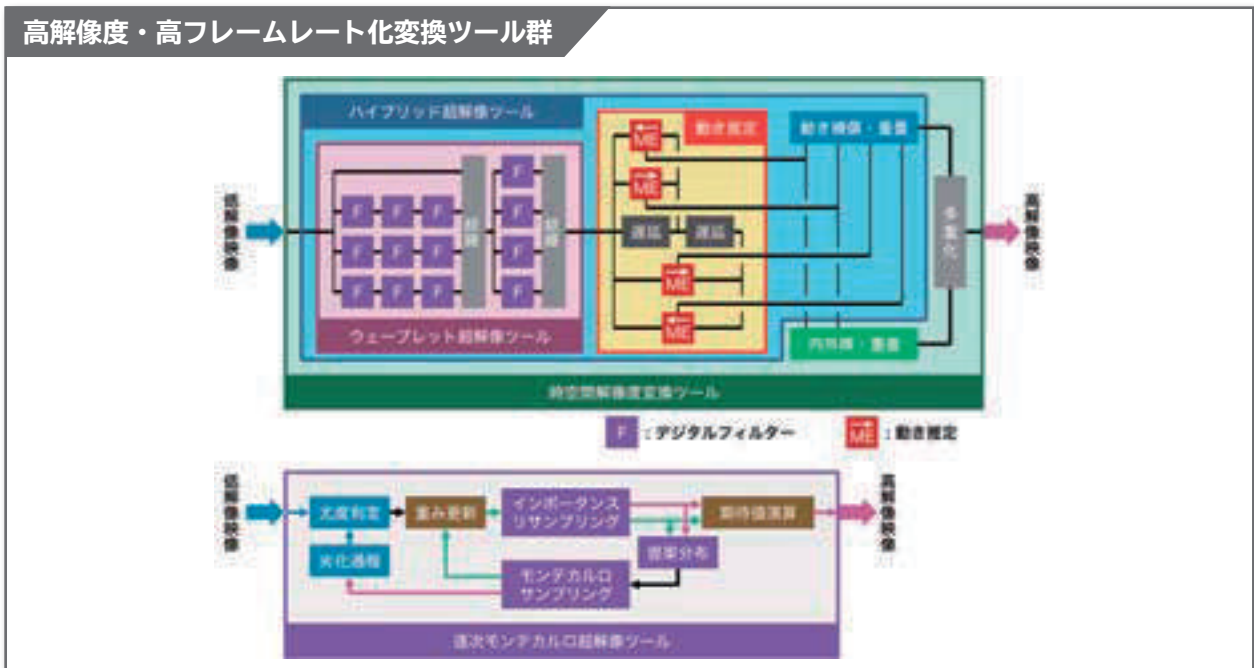 高解像度・高フレームレート化変換ツール群
ハイブリッド超解像ツール
動き推定
動き補償・重畳
ME
ME
低解像映像
F
F
F
F
F
F
F
遅延
遅延
多重化
高解像映像
F
F
F
F
ME
F
F
ME
ウェーブレット超解像ツール
内外挿・重畳
時空間解像度変換ツール
F:デジタルフィルター
ME:動き推定
低解像映像
尤度判定
重み更新
インポータンス
リサンプリング
期待値演算
高解像映像
劣化過程
提案分布
モンテカルロ
サンプリング
逐次モンテカルロ超解像ツール